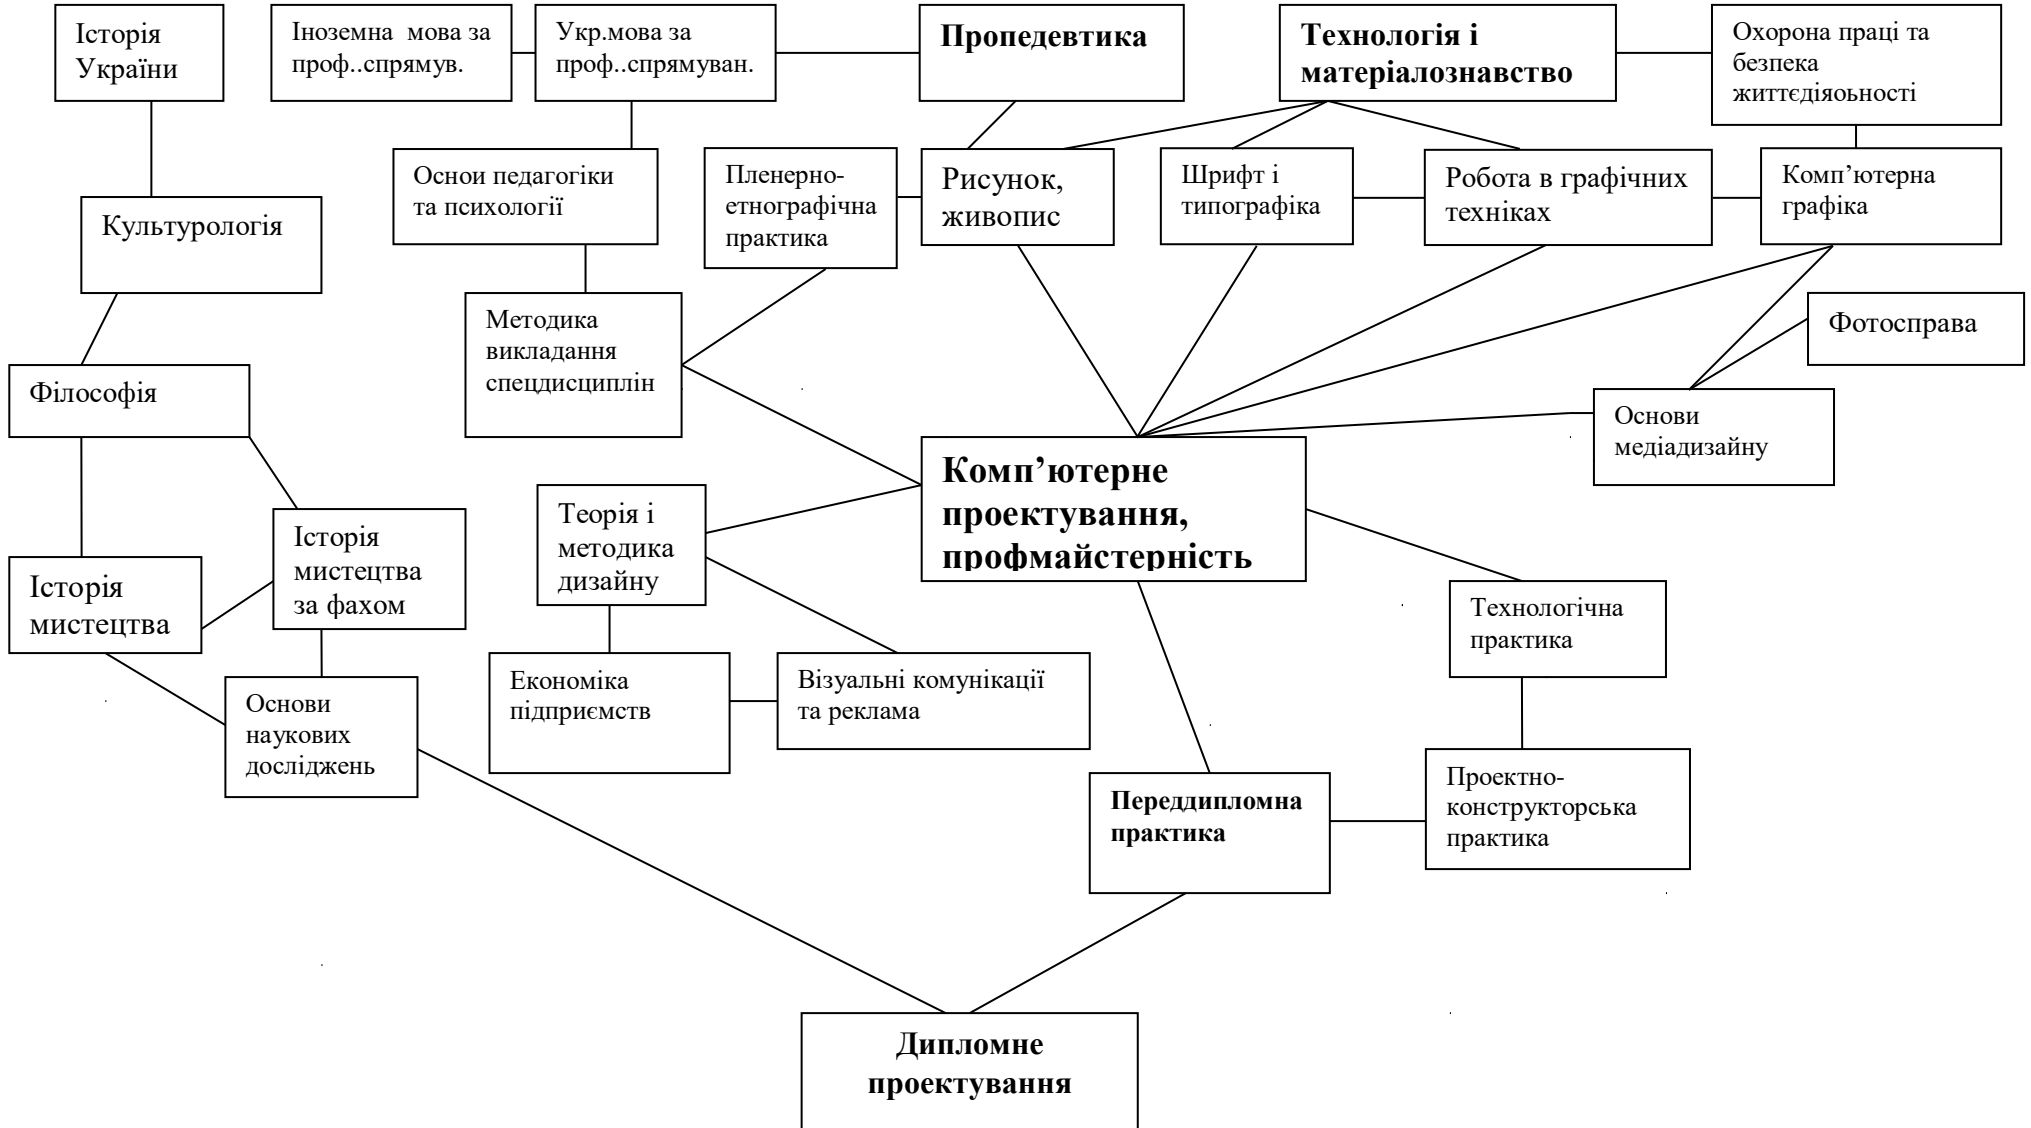 Історія
України
Іноземна мова за
проф..спрямув.
Укр.мова за
проф..спрямуван.
Пропедевтика
Технологія і
матеріалознавство
Охорона праці та
безпека
життєдіяоьності
Основи педагогіки
та психології
Пленерно-
етнографічна
практика
Рисунок,
живопис
Шрифт і
типографіка
Робота в графічних
техніках
Комп’ютерна
графіка
Культурологія
Методика
викладання
спецдисциплін
Фотосправа
Філософія
Основи
медіадизайну
Комп’ютерне
проектування,
профмайстерність
Теорія і
методика
дизайну
Історія
мистецтва
за фахом
Історія
мистецтва
Технологічна
практика
Економіка
підприємств
Візуальні комунікації
та реклама
Основи
наукових
досліджень
Переддипломна
практика
Проектно-
конструкторська
практика
Дипломне
проектування